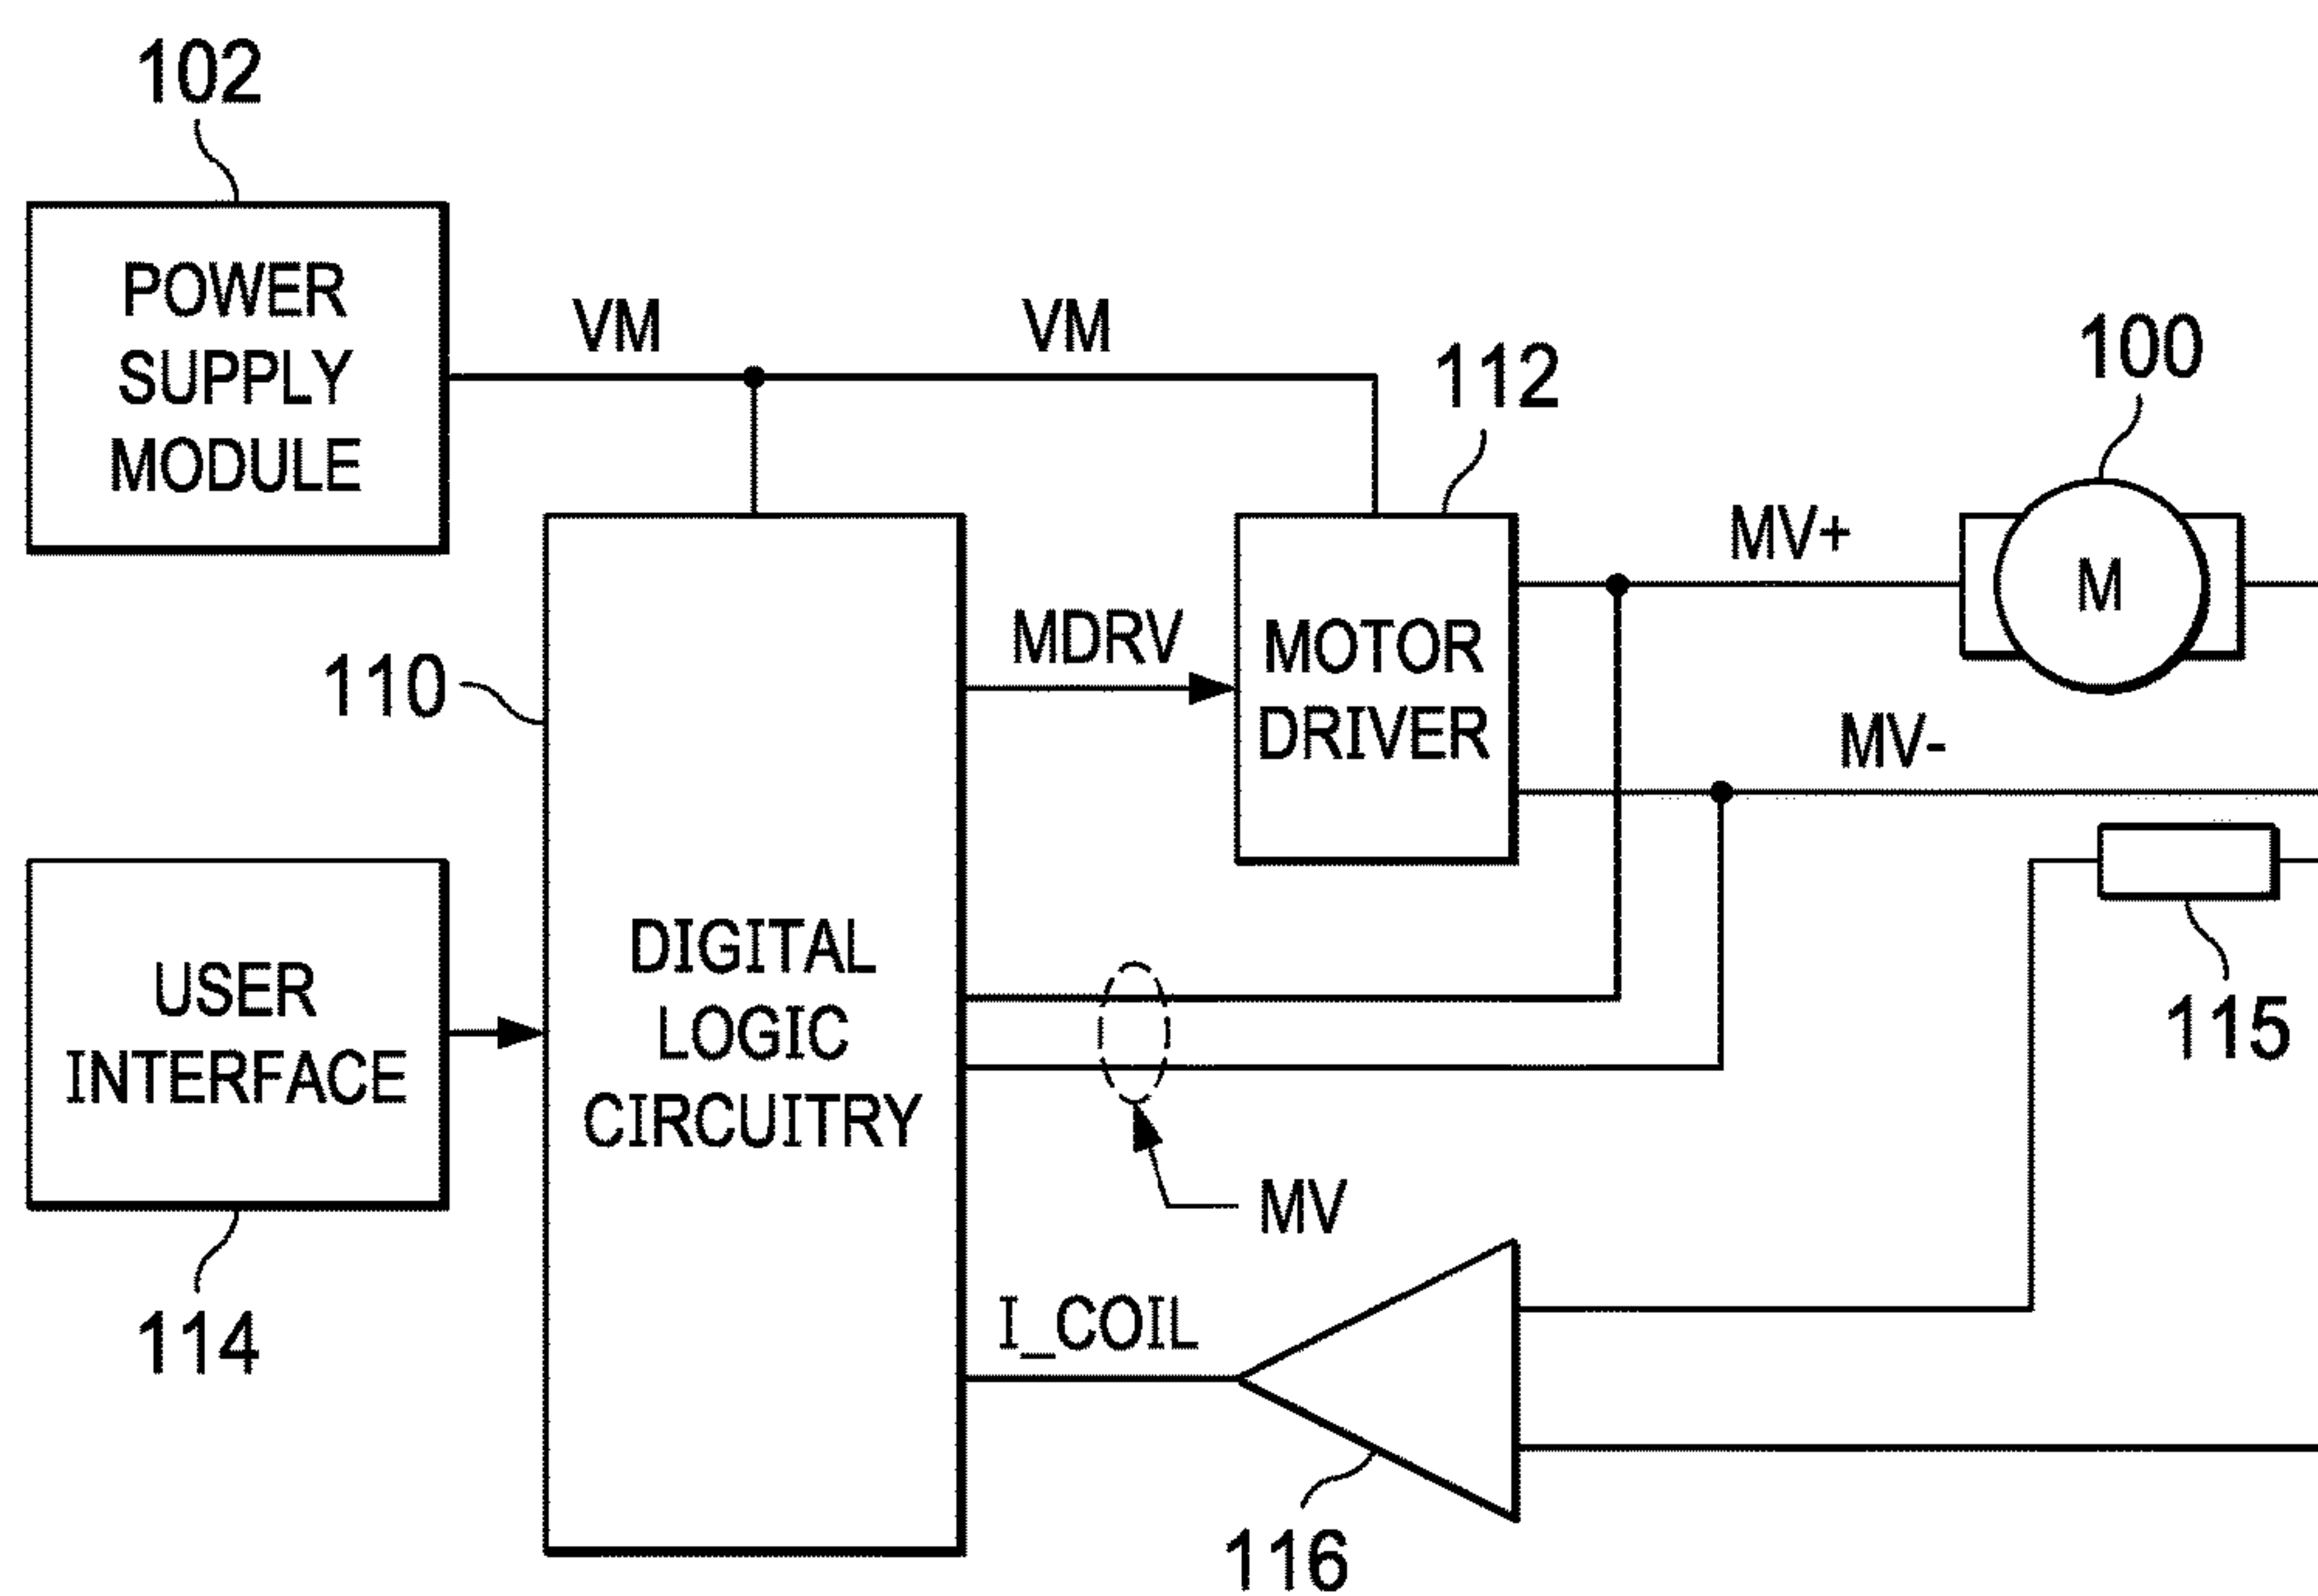 102
POWER
SUPPLY
MODULE
VM
VM
112
100
MV+
M
MDRV
MOTOR
DRIVER
110
MV-
115
USER
INTERFACE
DIGITAL
LOGIC
CIRCUITRY
MV
114
I_COIL
116